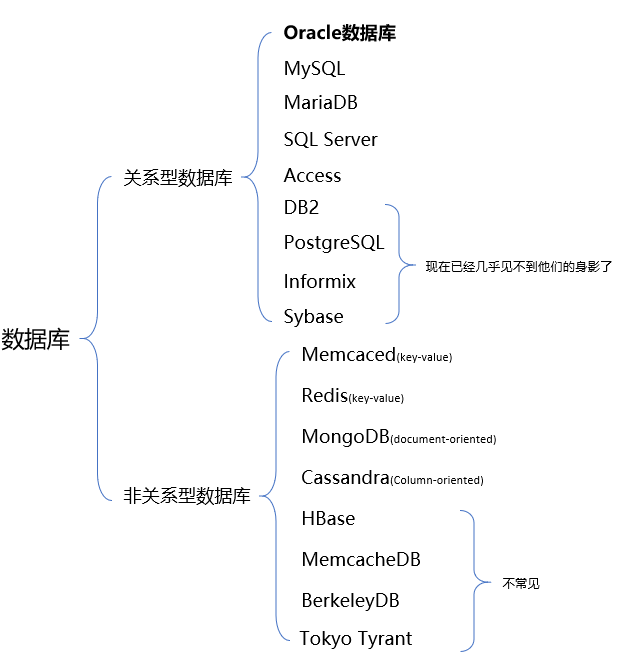 数据库
关系型数据库
Oracle数据库
MySQL
MariaDB
SQL Server
Access
DB2
PostgreSQL
Informix
Sybase
现在已经几乎见不到他们的身影了
非关系型数据库
Memcaced(key-value)
Redis(key-value)
MongoDB(document-oriented)
Cassandra(Column-oriented)
HBase
MemcacheDB
BerkeleyDB
Tokyo Tyrant
不常见